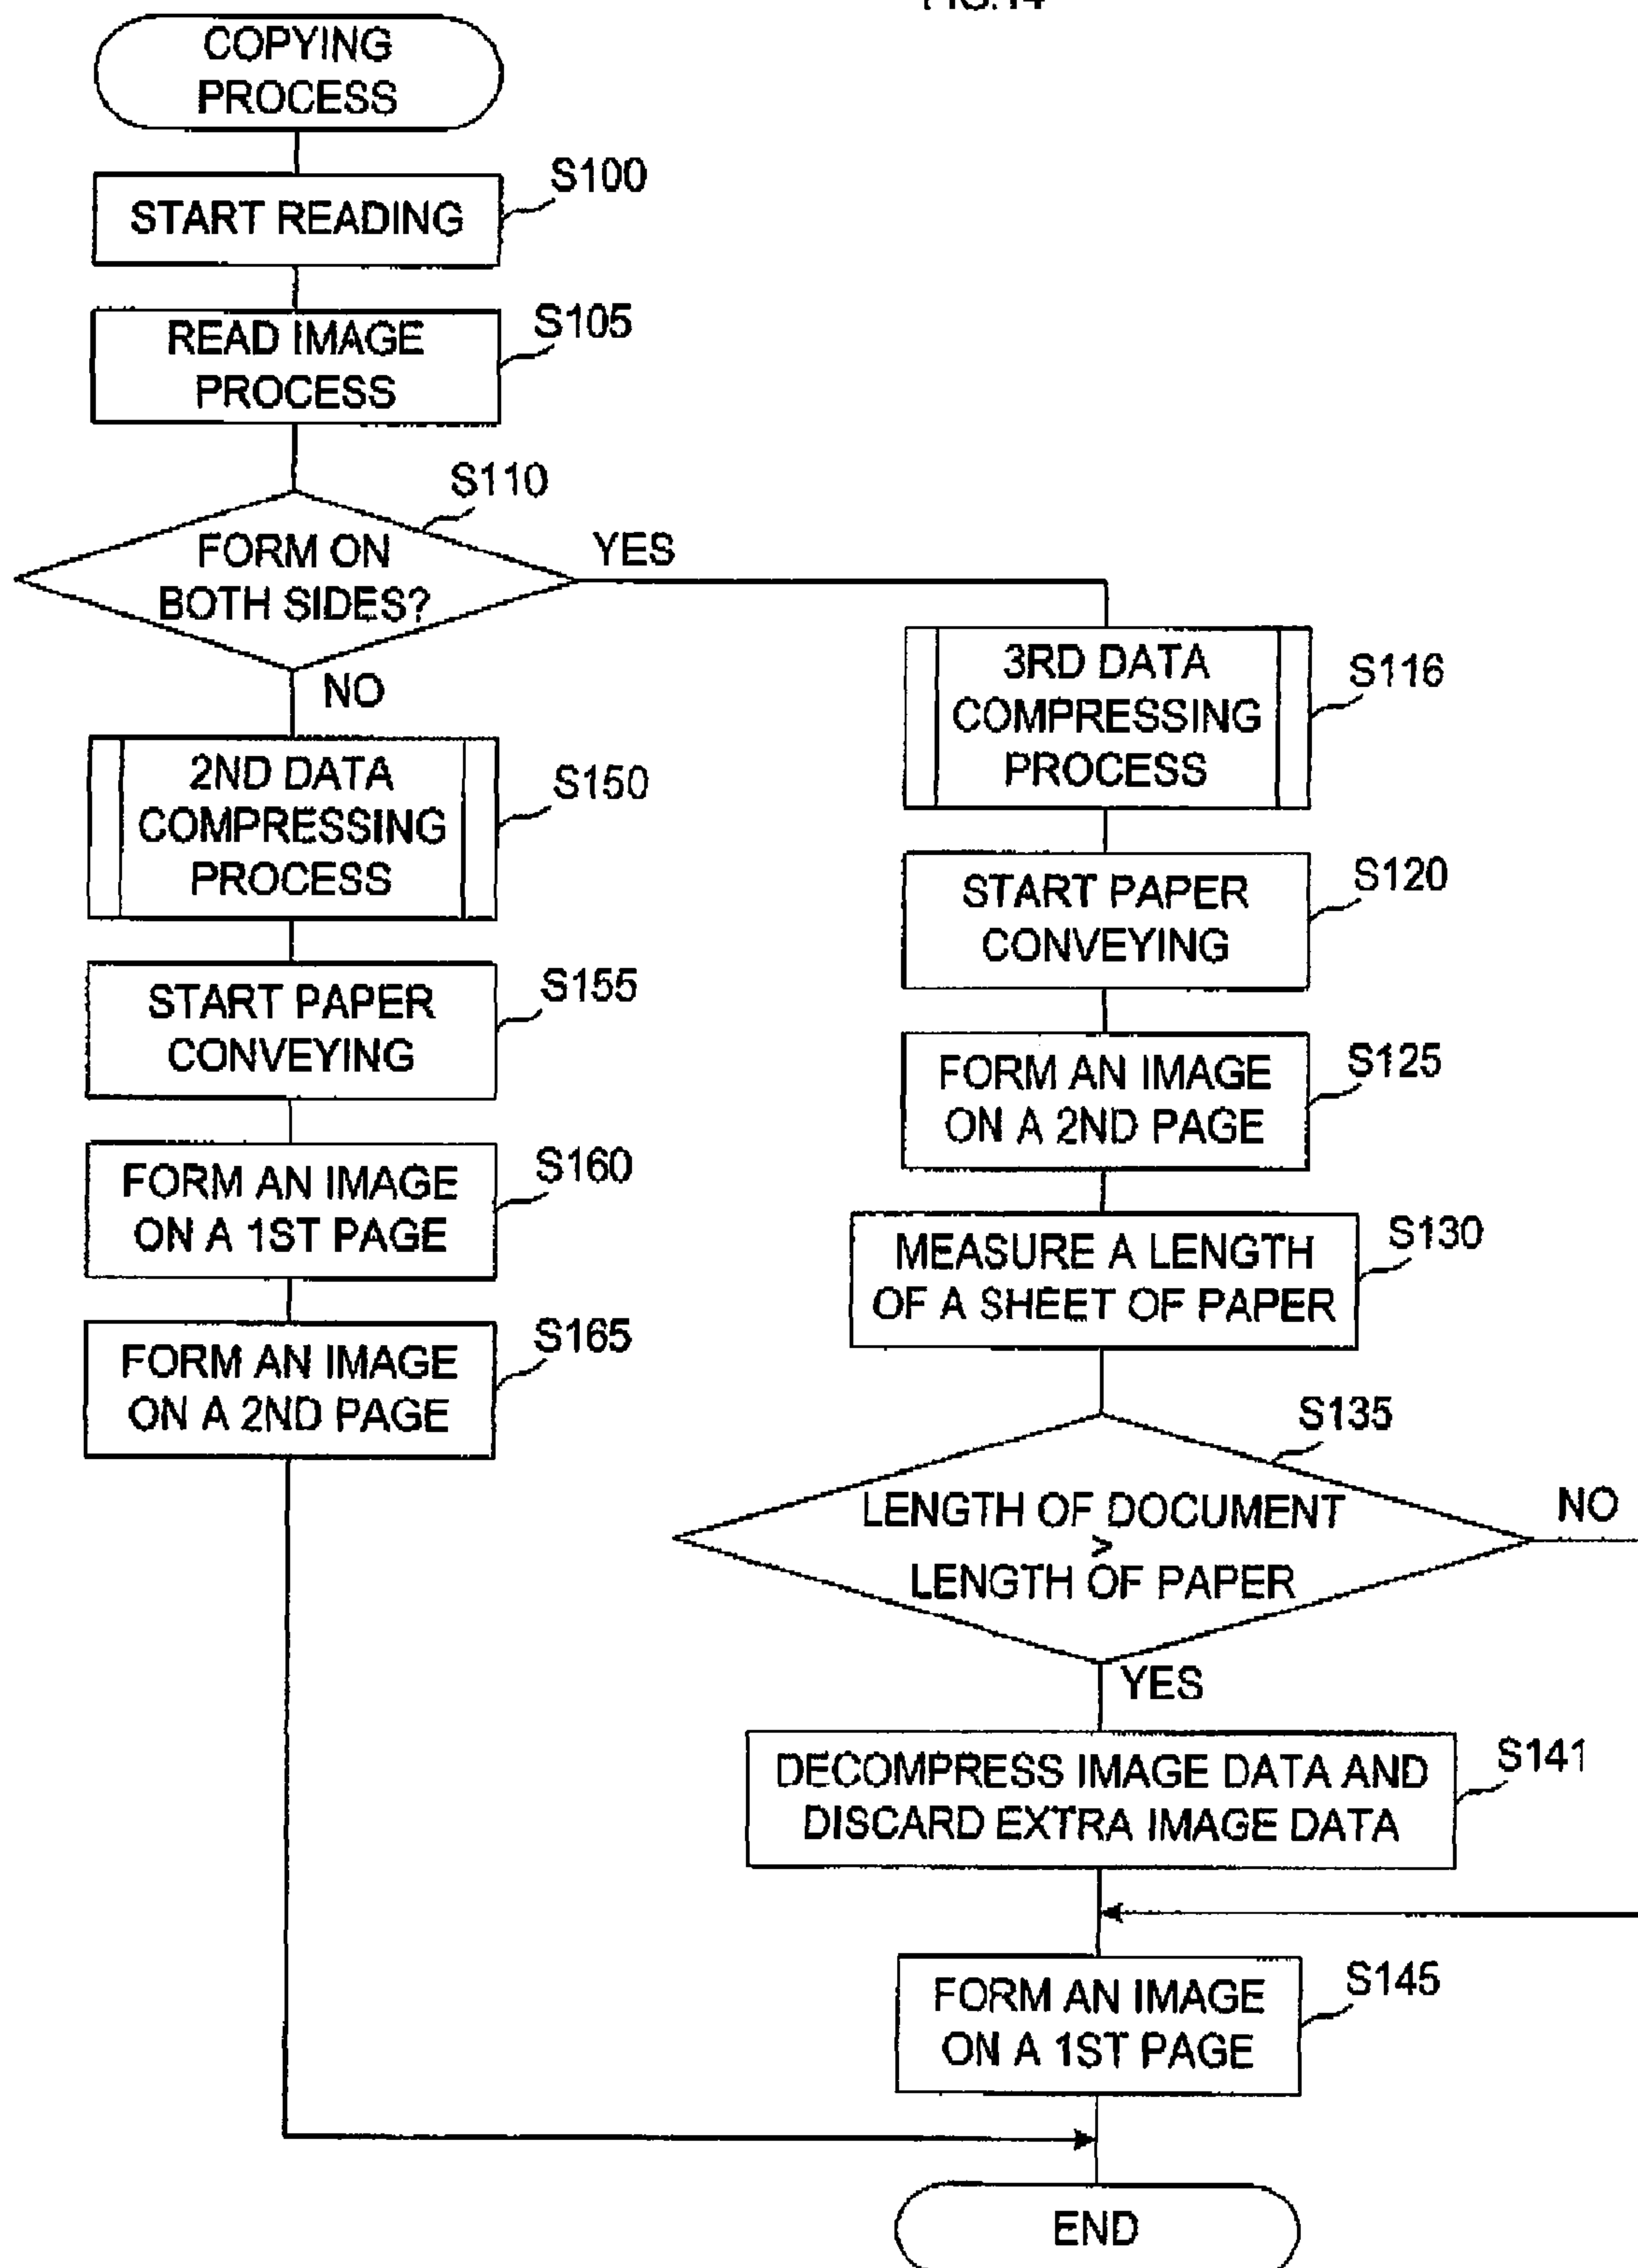 FIG.14
COPYING
PROCESS
S100
START READING
S105
READ IMAGE
PROCESS
S110
FORM ON
BOTH SIDES?
YES
NO
2ND DATA
COMPRESSING
PROCESS
S150
START PAPER
CONVEYING
S155
FORM AN IMAGE
ON A 1ST PAGE
S160
FORM AN IMAGE
ON A 2ND PAGE
S165
3RD DATA
COMPRESSING
PROCESS
S116
START PAPER
CONVEYING
S120
FORM AN IMAGE
ON A 2ND PAGE
S125
MEASURE A LENGTH
OF A SHEET OF PAPER
S130
S135
LENGTH OF DOCUMENT
>
LENGTH OF PAPER
NO
YES
DECOMPRESS IMAGE DATA AND
DISCARD EXTRA IMAGE DATA
S141
FORM AN IMAGE
ON A 1ST PAGE
S145
END